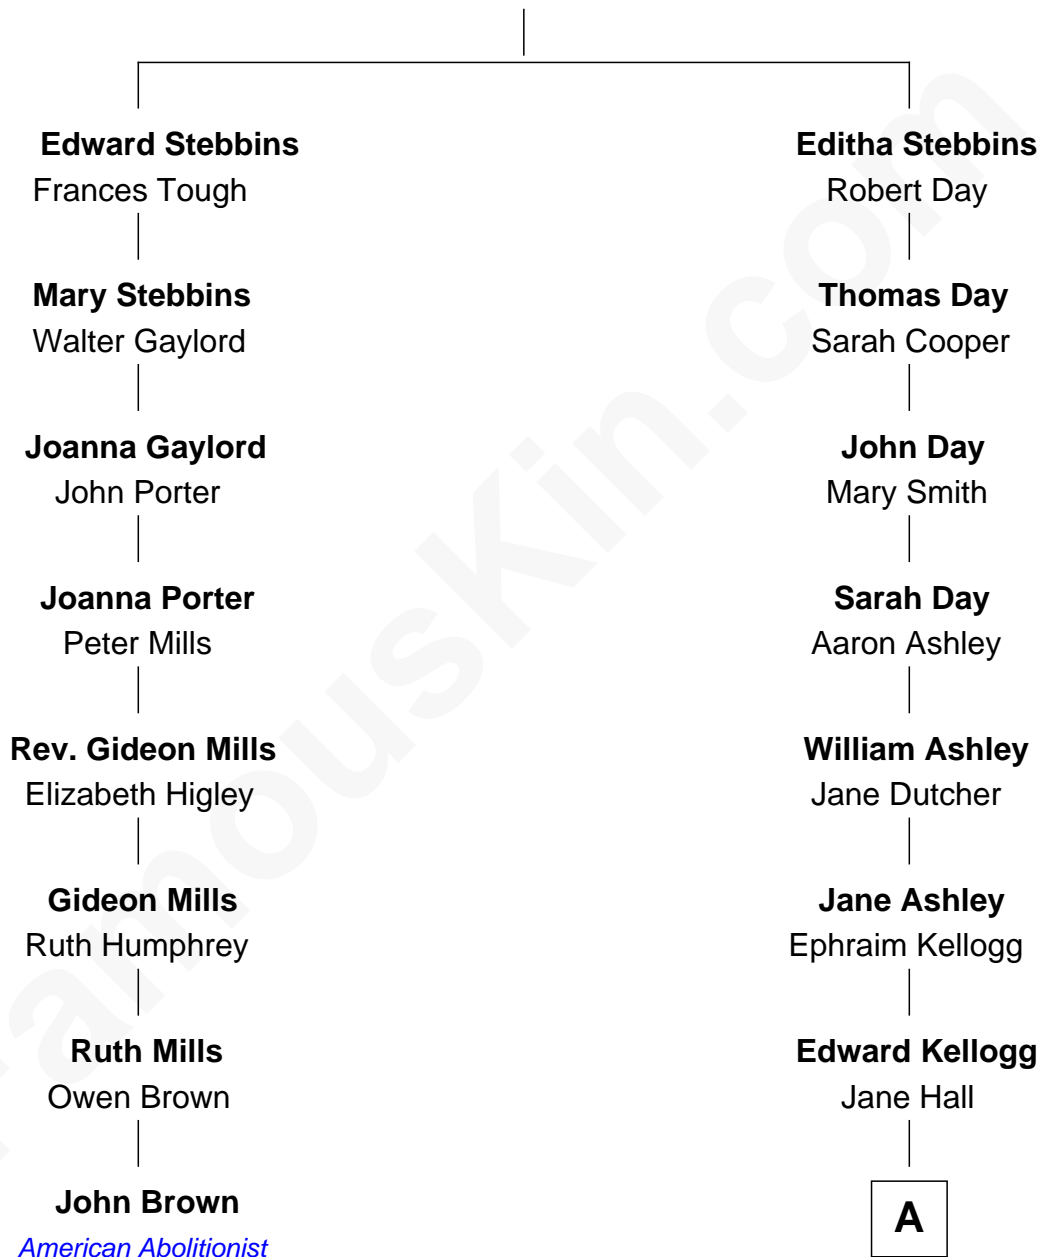 Edward Stebbins
Frances Tough
Mary Stebbins
Walter Gaylord
Joanna Gaylord
John Porter
Joanna Porter
Peter Mills
Rev. Gideon Mills
Elizabeth Higley
Gideon Mills
Ruth Humphrey
Ruth Mills
Owen Brown
John Brown
American Abolitionist
Editha Stebbins
Robert Day
Thomas Day
Sarah Cooper
John Day
Mary Smith
Sarah Day
Aaron Ashley
William Ashley
Jane Dutcher
Jane Ashley
Ephraim Kellogg
Edward Kellogg
Jane Hall
A
FamousKin.com